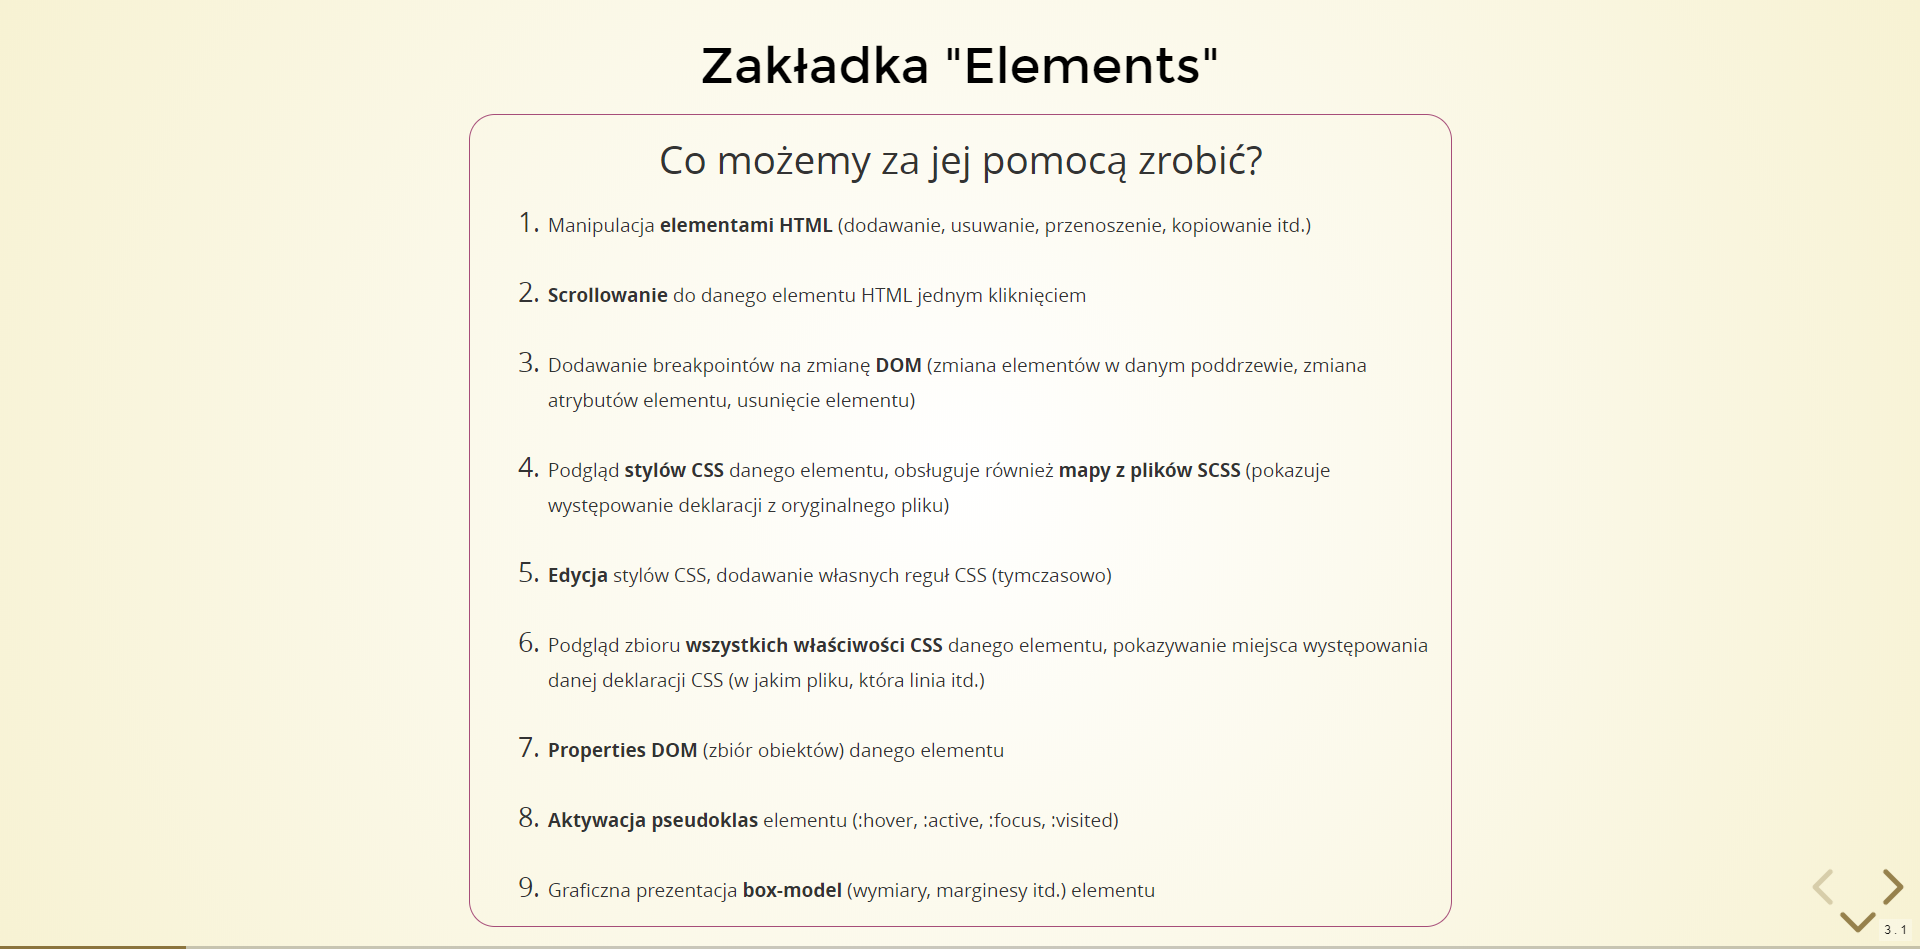 Zakładka "Elements"
Co możemy za jej pomocą zrobić?
1. Manipulacja elementami HTML (dodawanie, usuwanie, przenoszenie, kopiowanie itd.)
2. Scrollowanie do danego elementu HTML jednym kliknięciem
3. Dodawanie breakpointów na zmianę DOM (zmiana elementów w danym poddrzewie, zmiana
atrybutów elementu, usunięcie elementu)
4. Podgląd stylów CSS danego elementu, obsługuje również mapy z plików SCSS (pokazuje
występowanie deklaracji z oryginalnego pliku)
5. Edycja stylów CSS, dodawanie własnych reguł CSS (tymczasowo)
6. Podgląd zbioru wszystkich właściwości CSS danego elementu, pokazywanie miejsca występowania
danej deklaracji CSS (w jakim pliku, która linia itd.)
7. Properties DOM (zbiór obiektów) danego elementu
8. Aktywacja pseudoklas elementu (:hover, :active, :focus, :visited)
9. Graficzna prezentacja box-model (wymiary, marginesy itd.) elementu
3.1